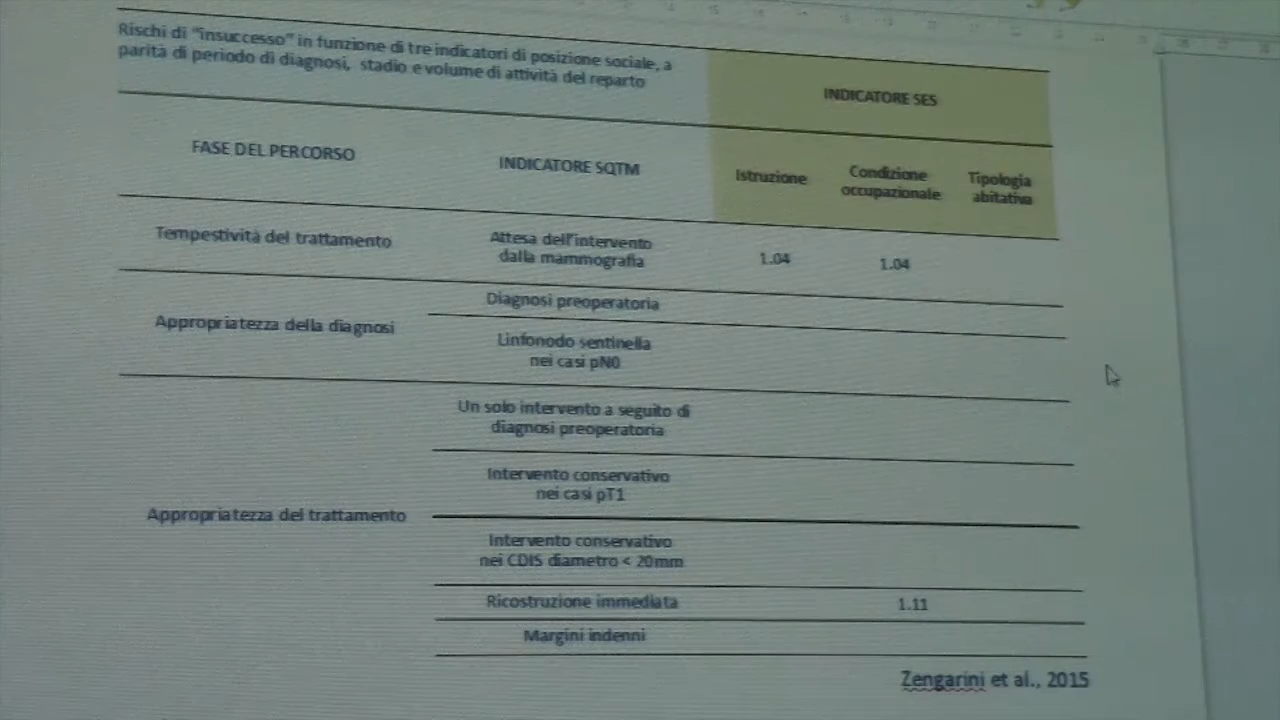 Rischi di "insuccesso" in funzione di tre indicatori di posizione sociale, a
parità di periodo di diagnosi, stadio e volume di attività del reparto
INDICATORE SES
FASE DEL PERCORSO
INDICATORE SQTM
Istruzione
Condizione
occupazionale
Tipologia
abitativa
Tempestività del trattamento
Attesa dell'intervento
dalla mammografia
1.04
1.04
Appropriatezza della diagnosi
Diagnosi preoperatoria
Linfonodo sentinella
nei casi pN0
Appropriatezza del trattamento
Un solo intervento a seguito di
diagnosi preoperatoria
Intervento conservativo
nei casi pT1
Intervento conservativo
nei CDIS diametro < 20mm
Ricostruzione immediata
1.11
Margini indenni
Zengarini et al., 2015